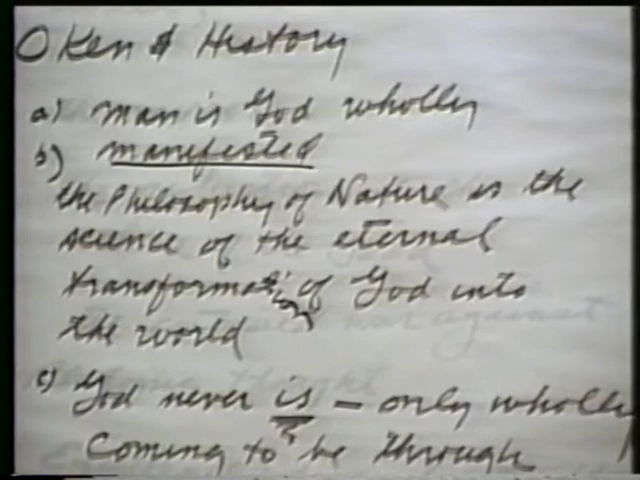 Oken & History
a) man is God wholly
b) manifested
the Philosophy of Nature is the
science of the eternal
transformation of God into
the world
c) God never is – only wholly
Coming to be through